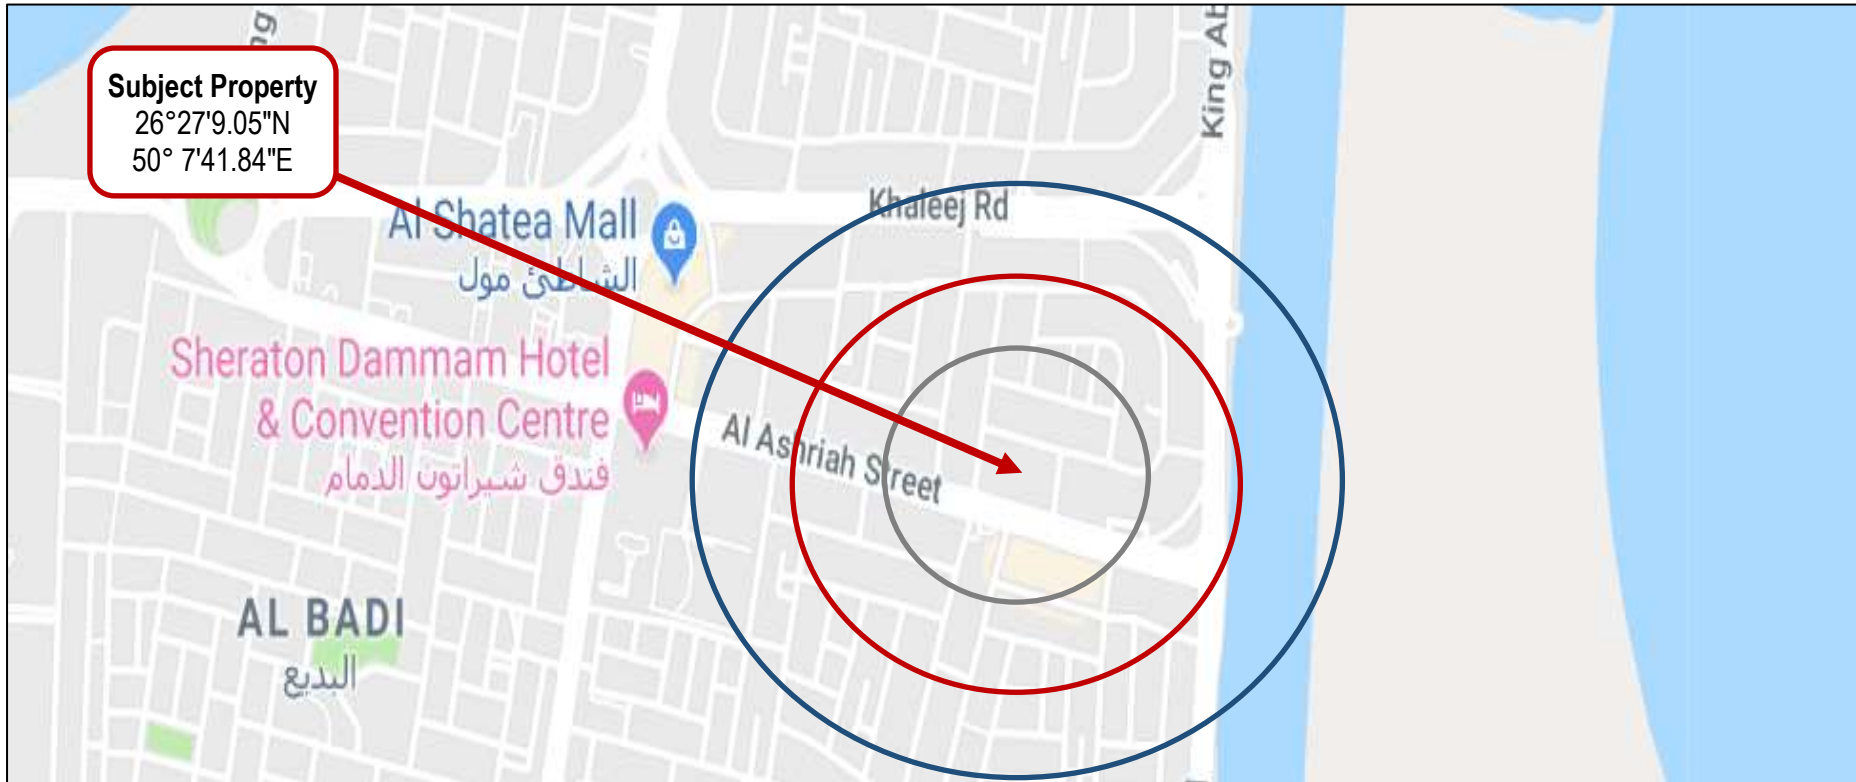 ng
Subject Property
26°27'9.05"N
50° 7'41.84"E
King Ab
Khaleej Rd
Al Shatea Mall
الشاطئ مول
Sheraton Dammam Hotel
& Convention Centre
فندق شيراتون الدمام
Al Ashriah Street
AL BADI
البديع